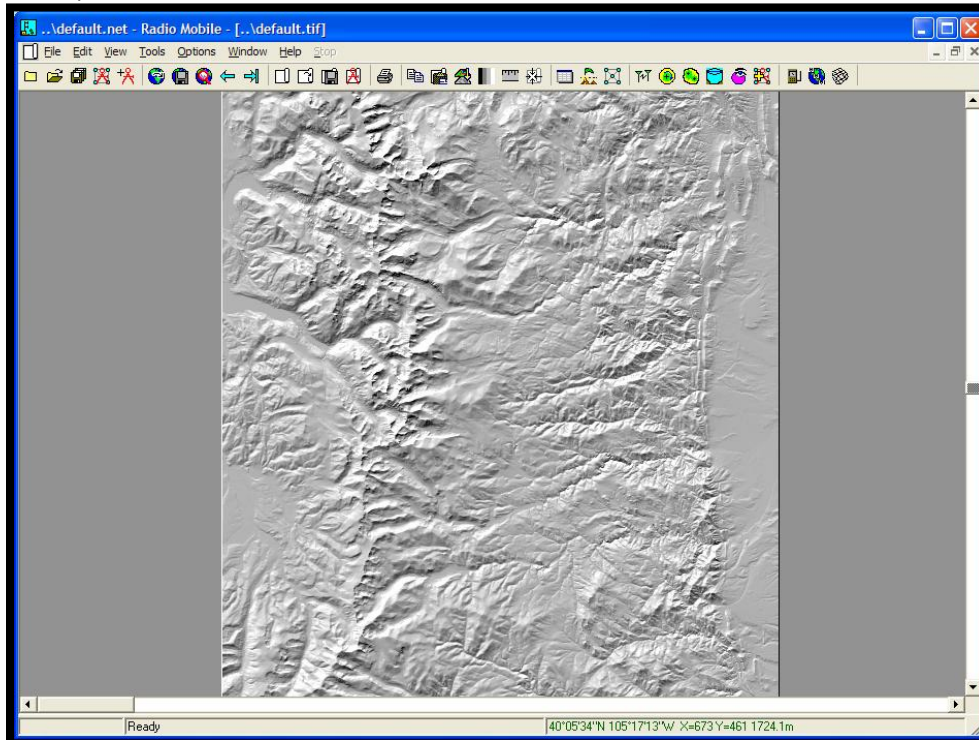 ..\default.net - Radio Mobile - [..\default.tif]
File Edit View Tools Options Window Help Stop
Ready
40°05'34"N 105°17'13"W X=673 Y=461 1724.1m